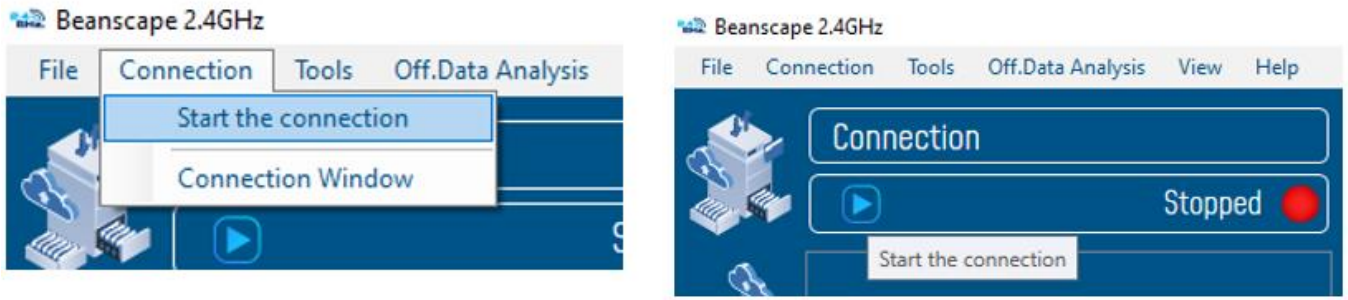 Beanscape 2.4GHz
File Connection Tools Off.Data Analysis
Start the connection
Connection Window
Beanscape 2.4GHz
File Connection Tools Off.Data Analysis View Help
Connection
Stopped
Start the connection